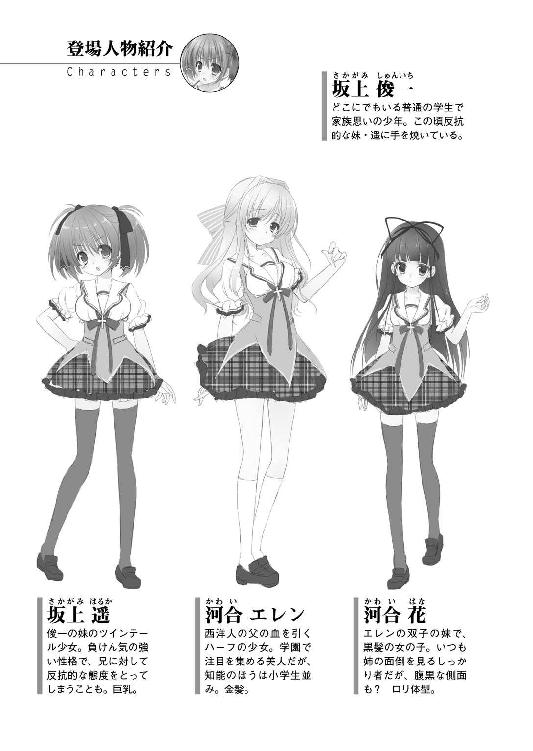 登場人物紹介
Characters
さかがみ しゅんいち
坂上 俊一
どこにでもいる普通の学生で
家族思いの少年。この頃反抗
的な妹・遥に手を焼いている。
さかがみ はるか
坂上 遥
俊一の妹のツインテー
ル少女。負けん気の強
い性格で、兄に対して
反抗的な態度をとって
しまうことも。巨乳。
かわい
河合 エレン
西洋人の父の血を引く
ハーフの少女。学園で
注目を集める美人だが、
知能のほうは小学生並
み。金髪。
かわい はな
河合 花
エレンの双子の妹で、
黒髪の女の子。いつも
姉の面倒を見るしっか
り者だが、腹黒な側面
も？ ロリ体型。